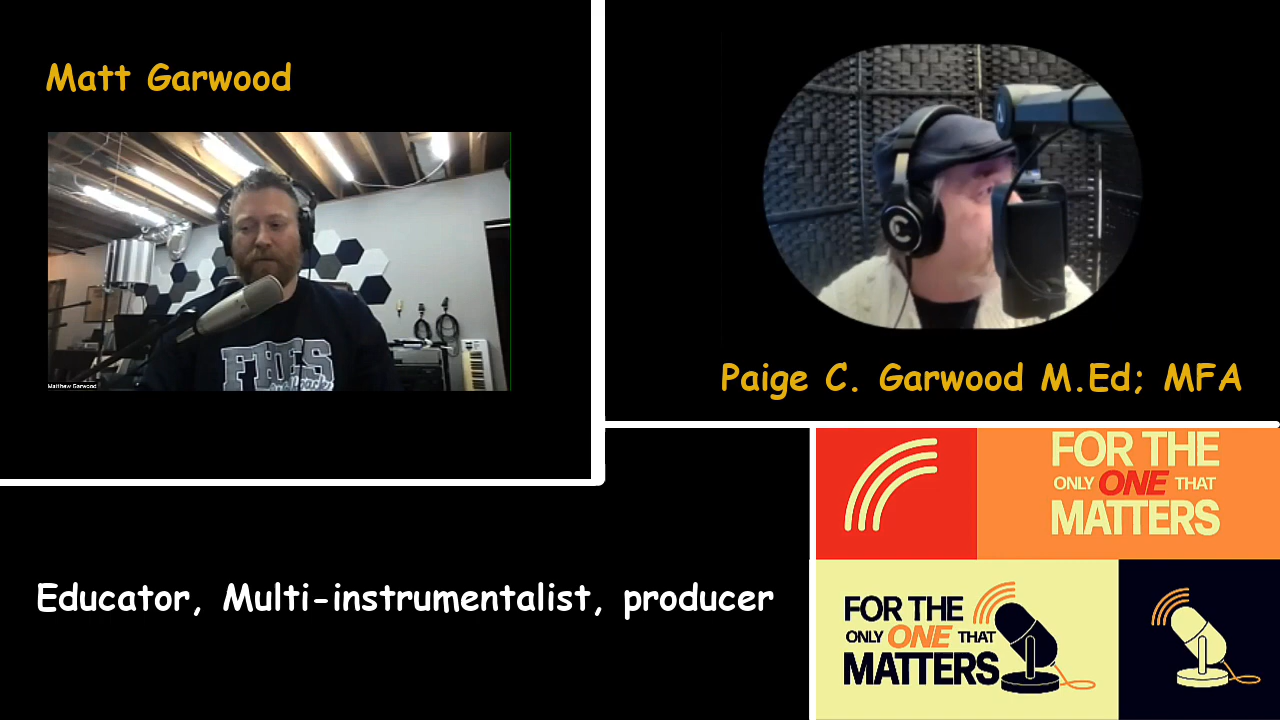 Matt Garwood
Matthew Garwood
Paige C. Garwood M.Ed; MFA
FOR THE
ONLY ONE THAT
MATTERS
FOR THE
ONLY ONE THAT
MATTERS
Educator, Multi-instrumentalist, producer